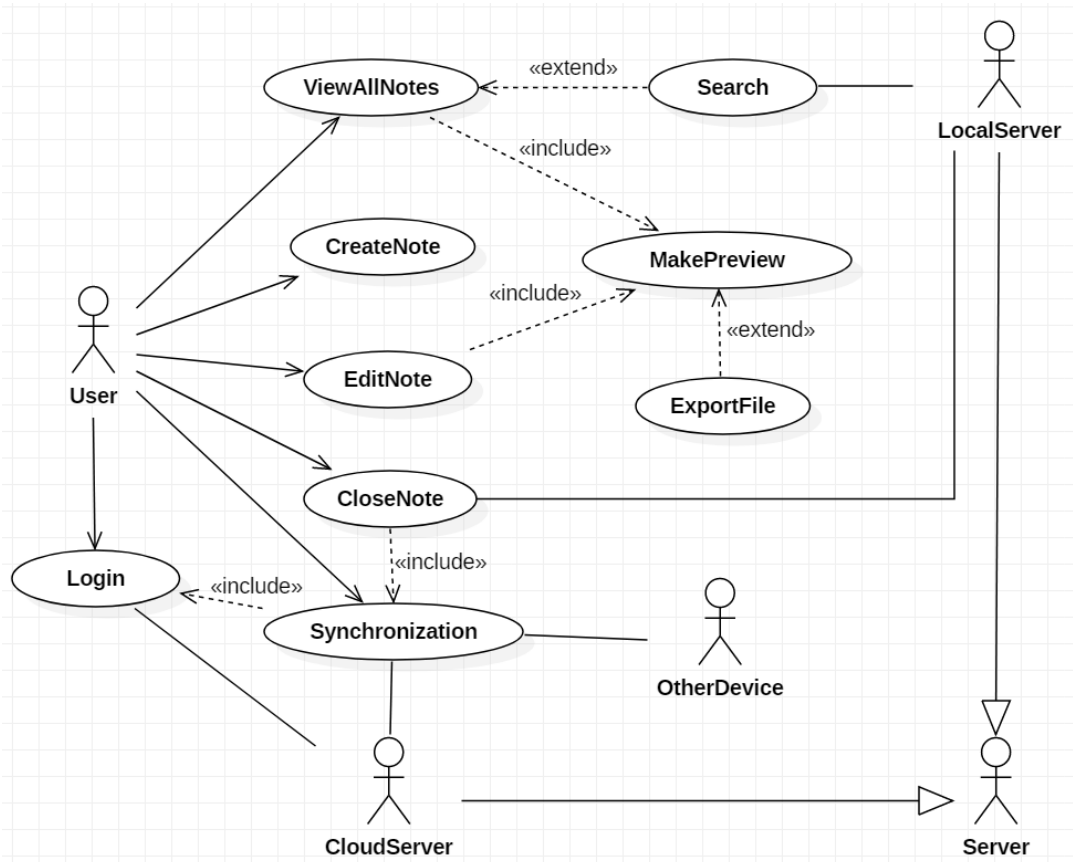 «extend»
ViewAllNotes
Search
LocalServer
«include»
CreateNote
MakePreview
«include»
«extend»
EditNote
User
ExportFile
CloseNote
«include»
Login
«include»
Synchronization
OtherDevice
CloudServer
Server